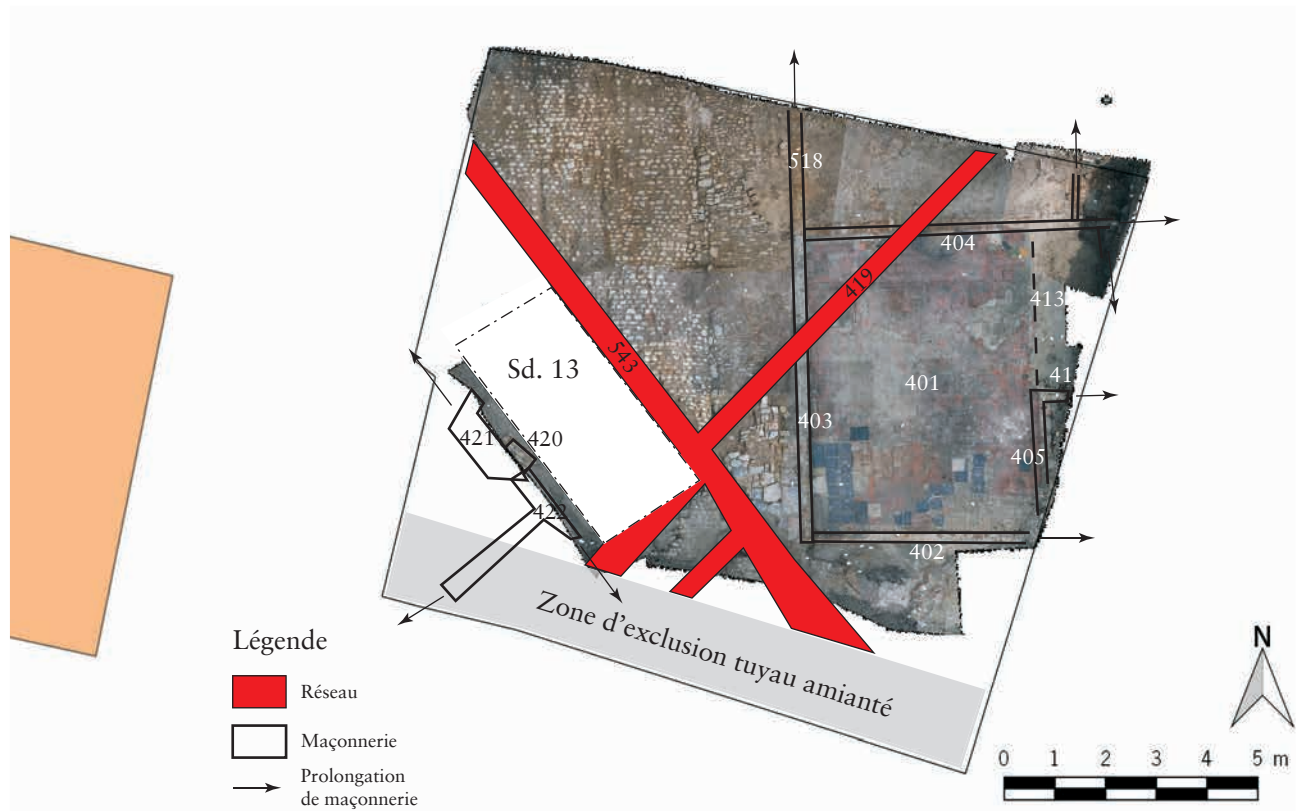 518
404
419
413
543
Sd. 13
401
41
403
421
420
405
422
402
Zone d'exclusion tuyau amianté
Légende
Réseau
Maçonnerie
Prolongation
de maçonnerie
N
0 1 2 3 4 5 m